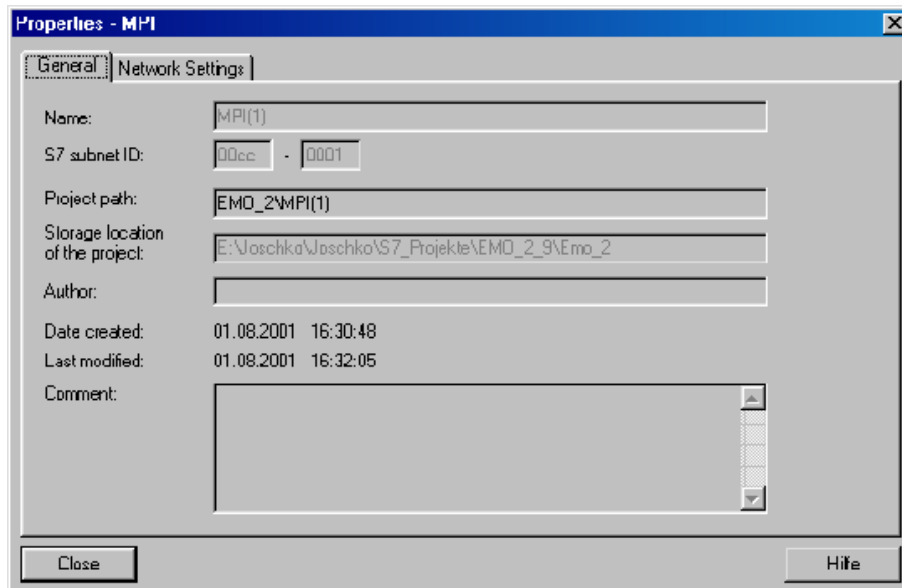 Properties - MPI
General Network Settings
Name: MPI(1)
S7 subnet ID: 00cc - 0001
Project path: EMO_2\MPI(1)
Storage location
of the project: E:\Joschka\Joschko\S7_Projekte\EMO_2_9\Emo_2
Author:
Date created: 01.08.2001 16:30:48
Last modified: 01.08.2001 16:32:05
Comment:
Close Hilfe